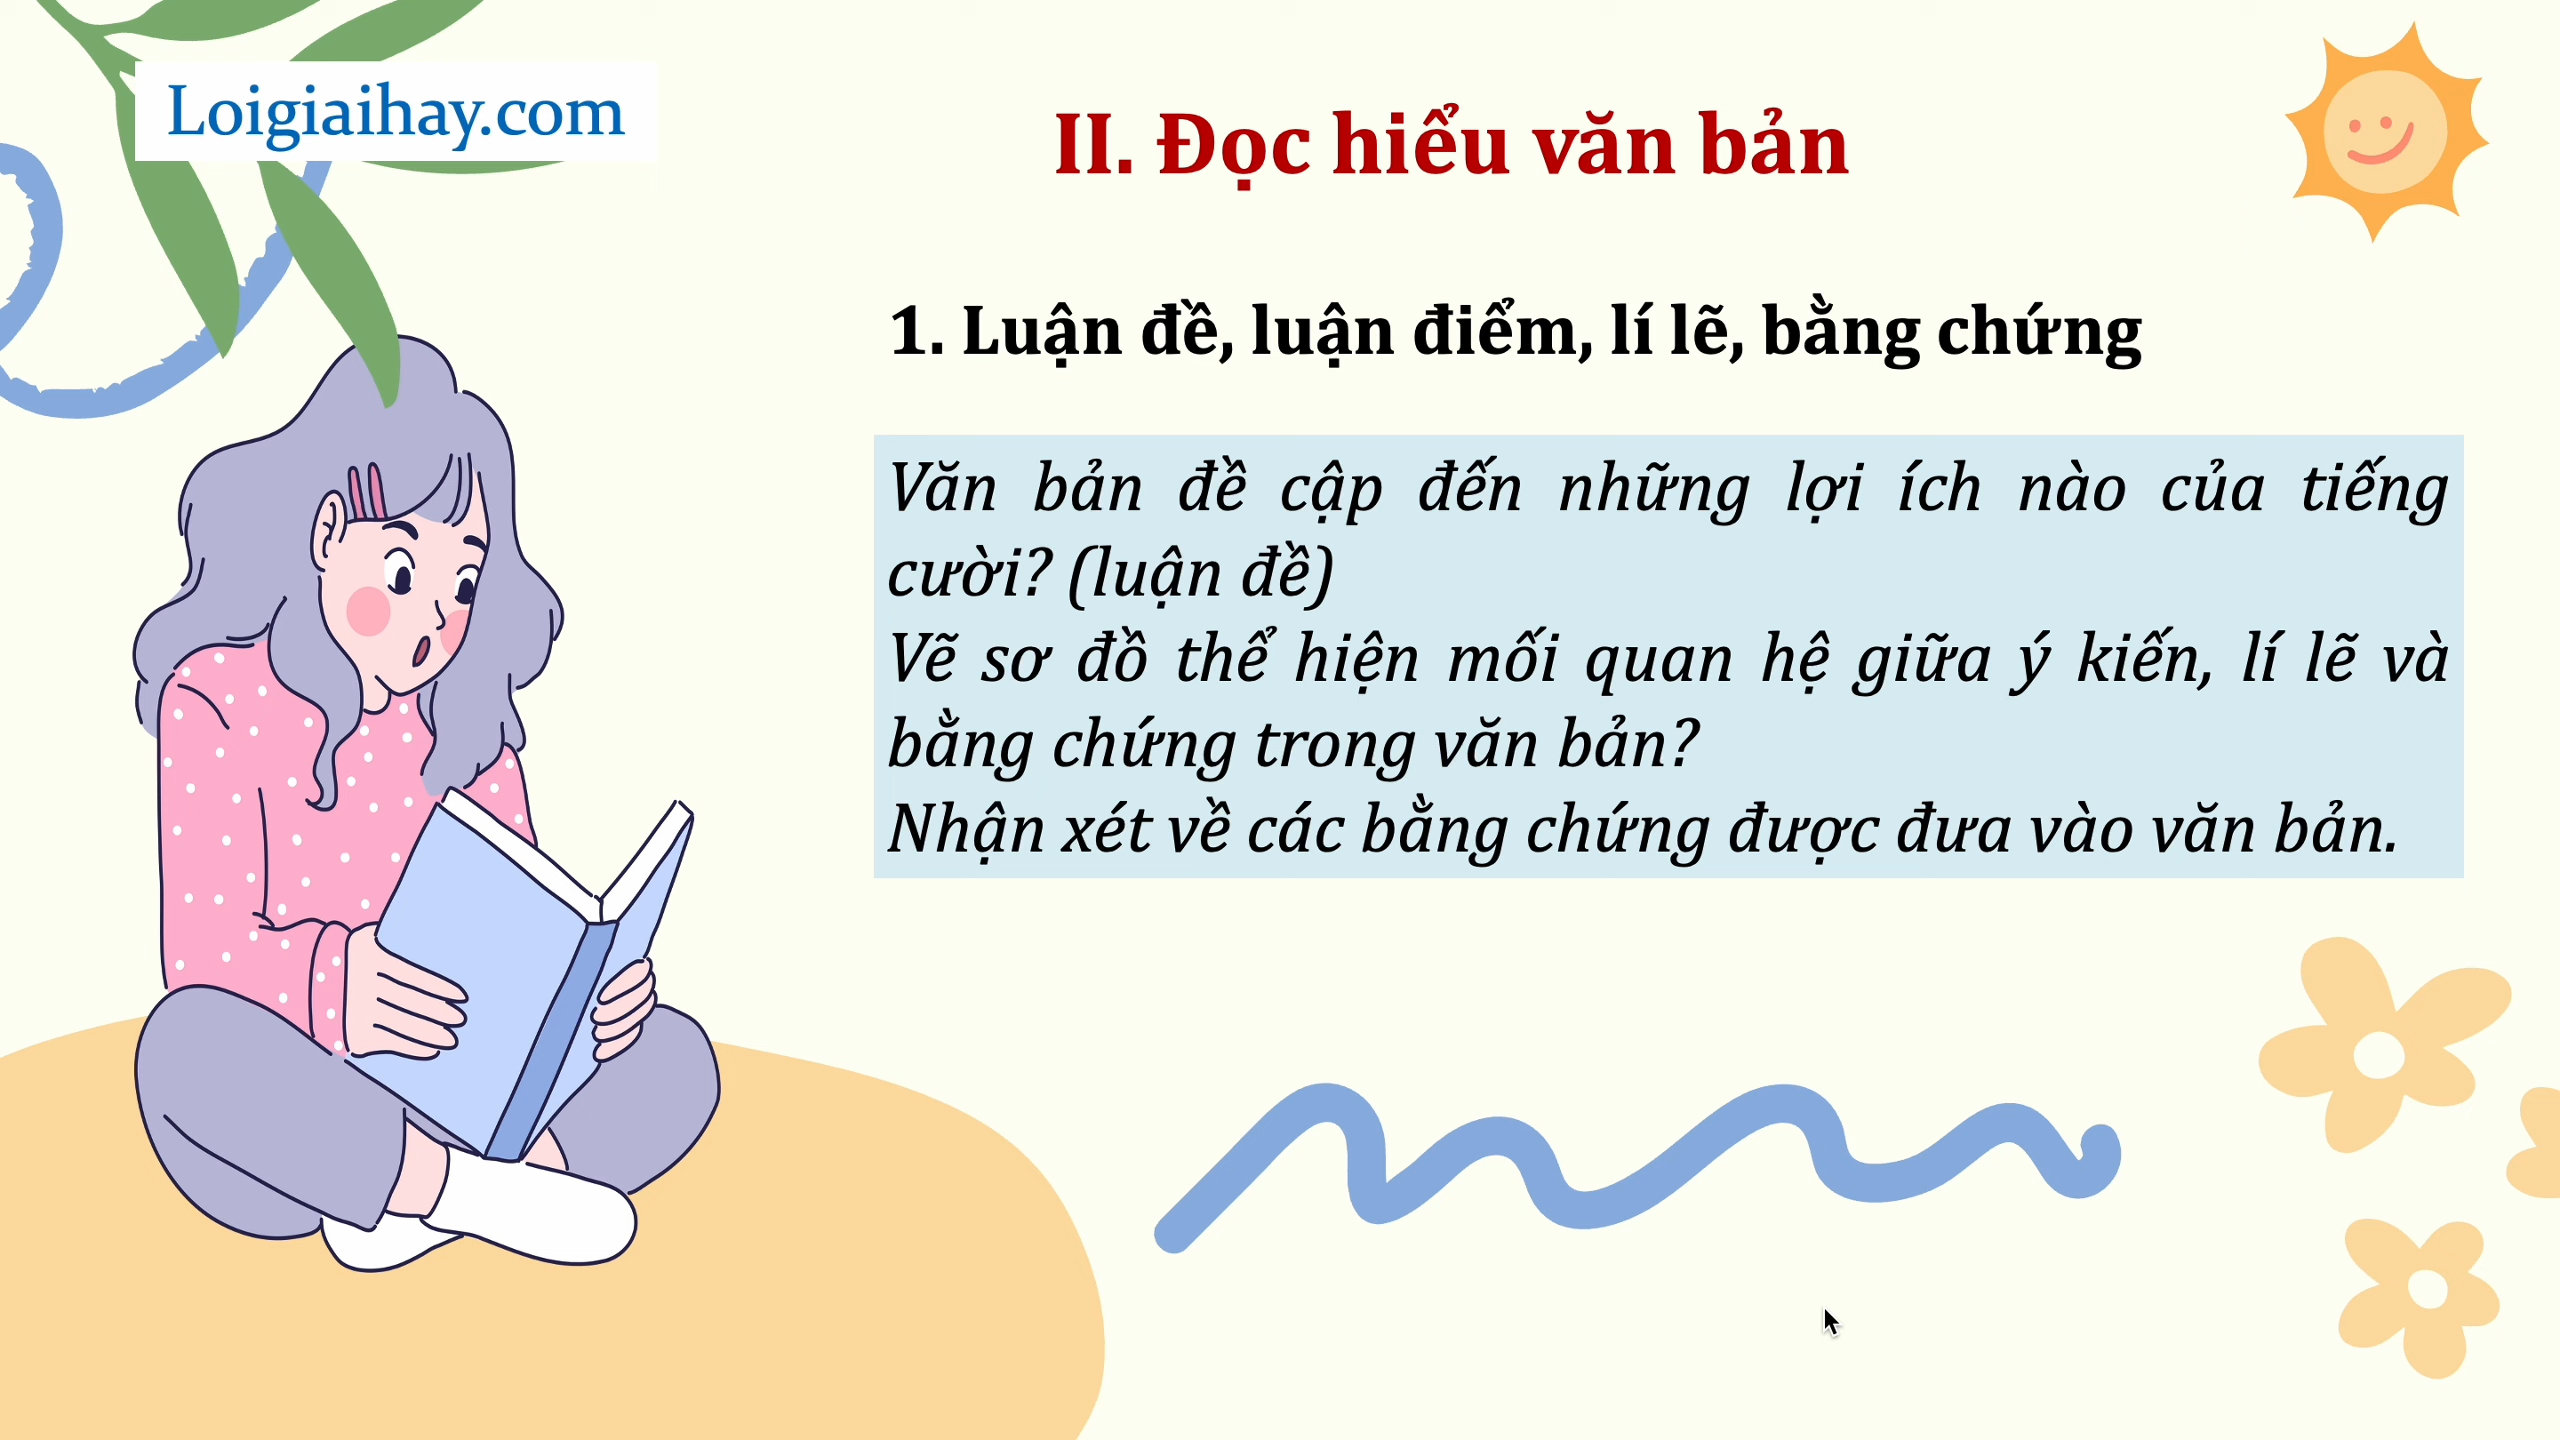 Loigiaihay.com
II. Đọc hiểu văn bản
1. Luận đề, luận điểm, lí lẽ, bằng chứng
Văn bản đề cập đến những lợi ích nào của tiếng
cười? (luận đề)
Vẽ sơ đồ thể hiện mối quan hệ giữa ý kiến, lí lẽ và
bằng chứng trong văn bản?
Nhận xét về các bằng chứng được đưa vào văn bản.